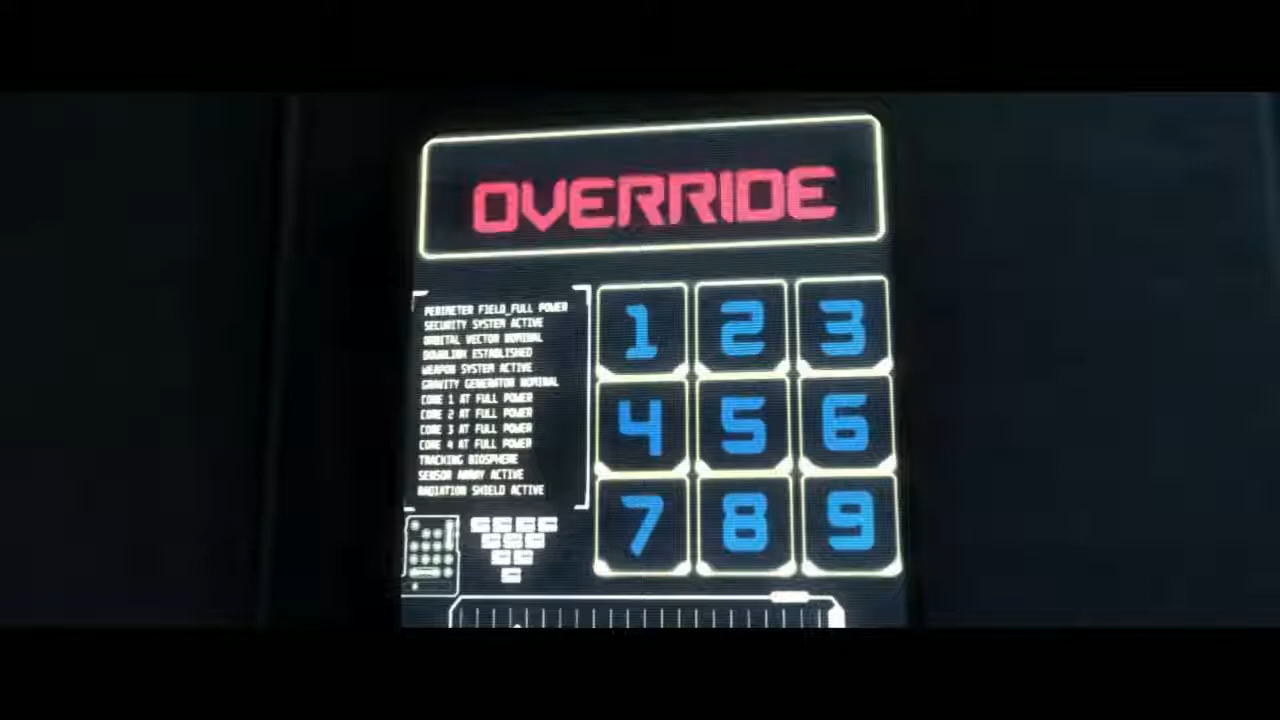 OVERRIDE
PERIMETER FIELD_FULL POWER
SECURITY SYSTEM ACTIVE
ORBITAL VECTOR NOMINAL
DOWNLINK ESTABLISHED
WEAPON SYSTEM ACTIVE
GRAVITY GENERATOR NOMINAL
CORE 1 AT FULL POWER
CORE 2 AT FULL POWER
CORE 3 AT FULL POWER
CORE 4 AT FULL POWER
TRACKING BIOSPHERE
SENSOR ARRAY ACTIVE
RADIATION SHIELD ACTIVE
1 2 3
4 5 6
7 8 9